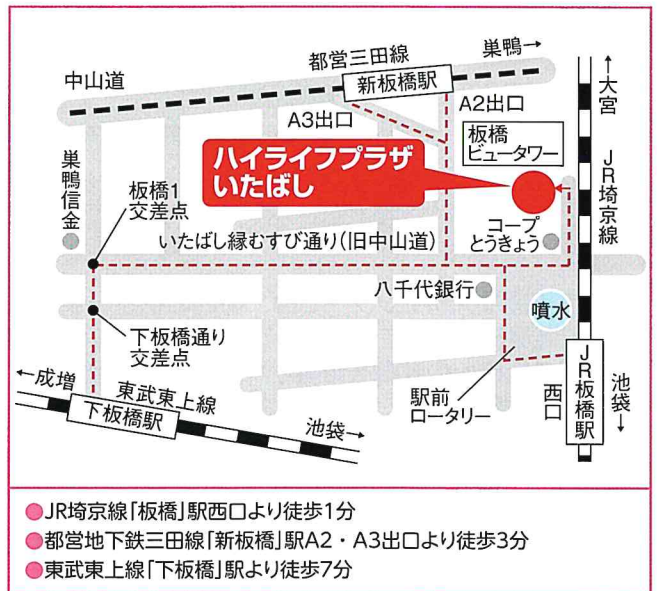 都営三田線
巣鴨→
中山道
新板橋駅
A3出口
A2出口
←大宮
板橋
ビュータワー
ハイライフプラザ
いたばし
JR埼京線
巣鴨信金
板橋1
交差点
コープ
とうきょう
いたばし縁むすび通り(旧中山道)
八千代銀行
噴水
下板橋通り
交差点
←成増
東武東上線
下板橋駅
池袋→
駅前
ロータリー
西口
JR板橋駅
池袋→
●JR埼京線「板橋」駅西口より徒歩1分
●都営地下鉄三田線「新板橋」駅A2・A3出口より徒歩3分
●東武東上線「下板橋」駅より徒歩7分